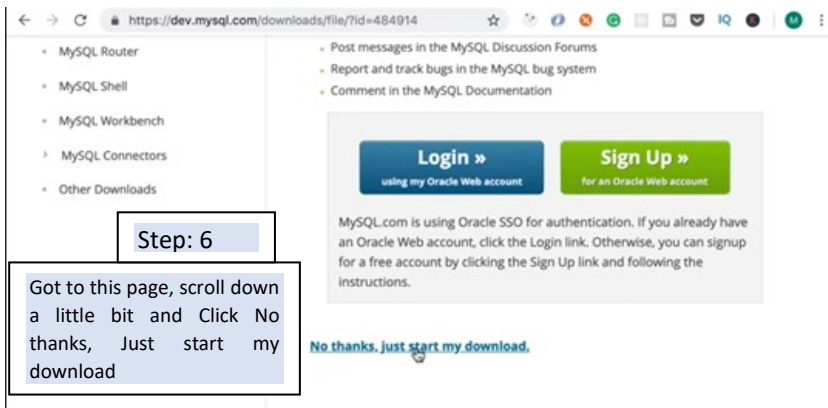 https://dev.mysql.com/downloads/file/?id=484914
IQ
M
MySQL Router
MySQL Shell
MySQL Workbench
MySQL Connectors
Other Downloads
Post messages in the MySQL Discussion Forums
Report and track bugs in the MySQL bug system
Comment in the MySQL Documentation
Login »
using my Oracle Web account
Sign Up »
for an Oracle Web account
MySQL.com is using Oracle SSO for authentication. If you already have
an Oracle Web account, click the Login link. Otherwise, you can signup
for a free account by clicking the Sign Up link and following the
instructions.
Step: 6
Got to this page, scroll down
a little bit and Click No
thanks, Just start my
download
No thanks, just start my download.